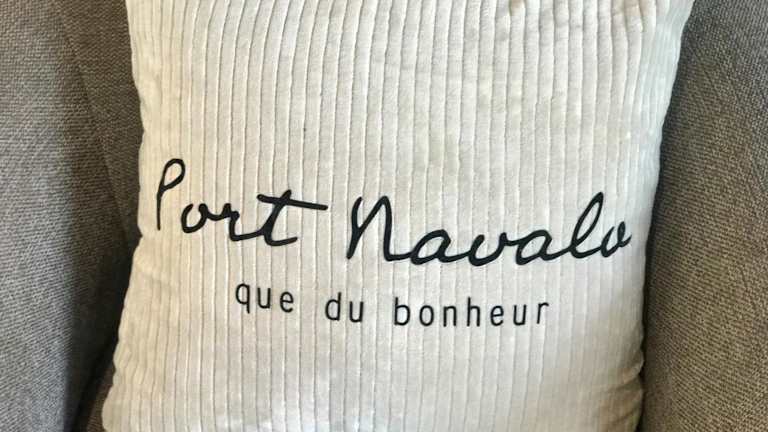 Port Navalo
que du bonheur